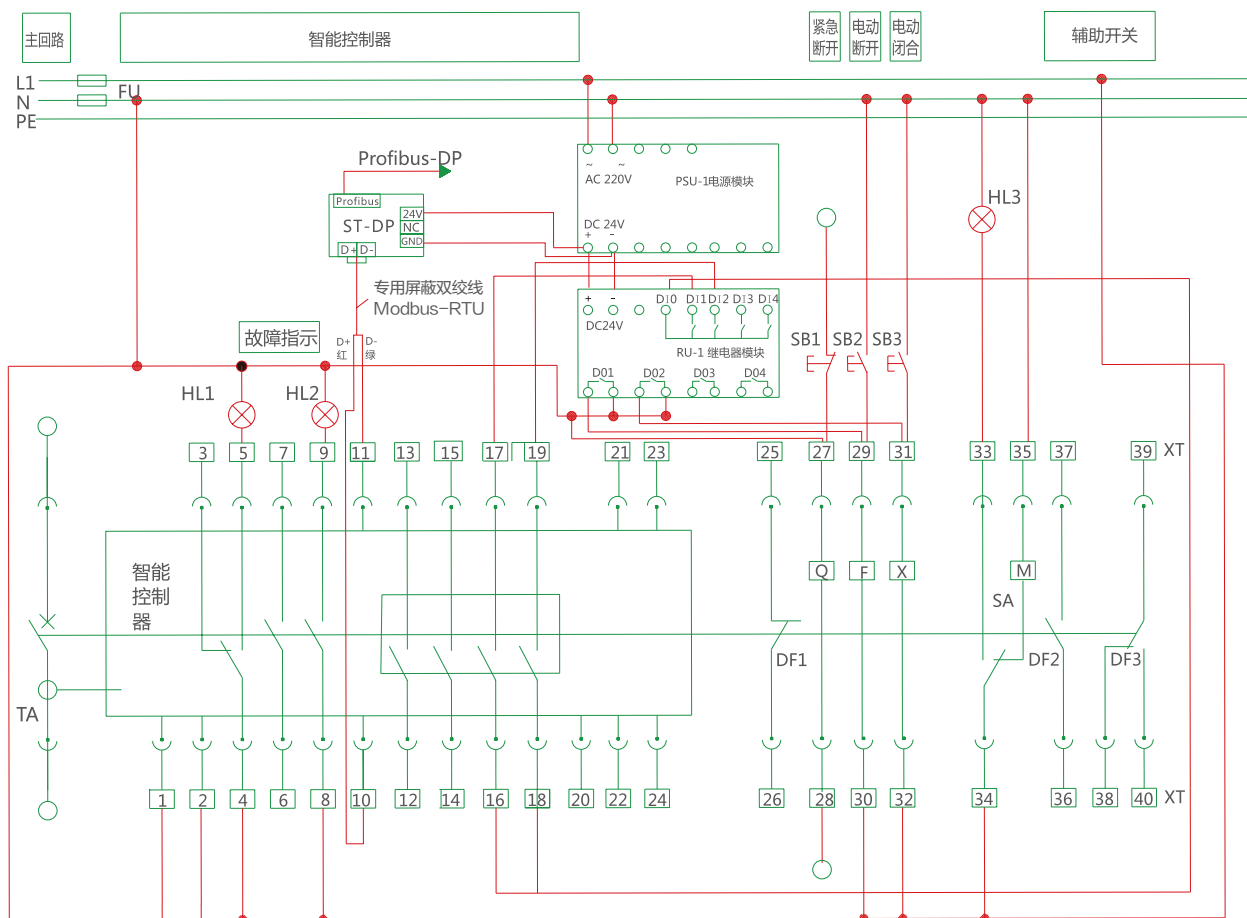 主回路
智能控制器
紧急
断开
电动
断开
电动
闭合
辅助开关
L1
FU
N
PE
Profibus-DP
Profibus
ST-DP
24V
NC
GND
D+ D-
~ ~
AC 220V
PSU-1电源模块
DC 24V
+ -
HL3
专用屏蔽双绞线
Modbus-RTU
+ -
DI0 DI1 DI2 DI3 DI4
DC24V
RU-1 继电器模块
D01 D02 D03 D04
SB1 SB2 SB3
故障指示
D+
红
D-
绿
HL1 HL2
3 5 7 9 11 13 15 17 19 21 23 25 27 29 31 33 35 37 39 XT
智能
控制
器
Q F X M
SA
DF1 DF2 DF3
TA
1 2 4 6 8 10 12 14 16 18 20 22 24 26 28 30 32 34 36 38 40 XT